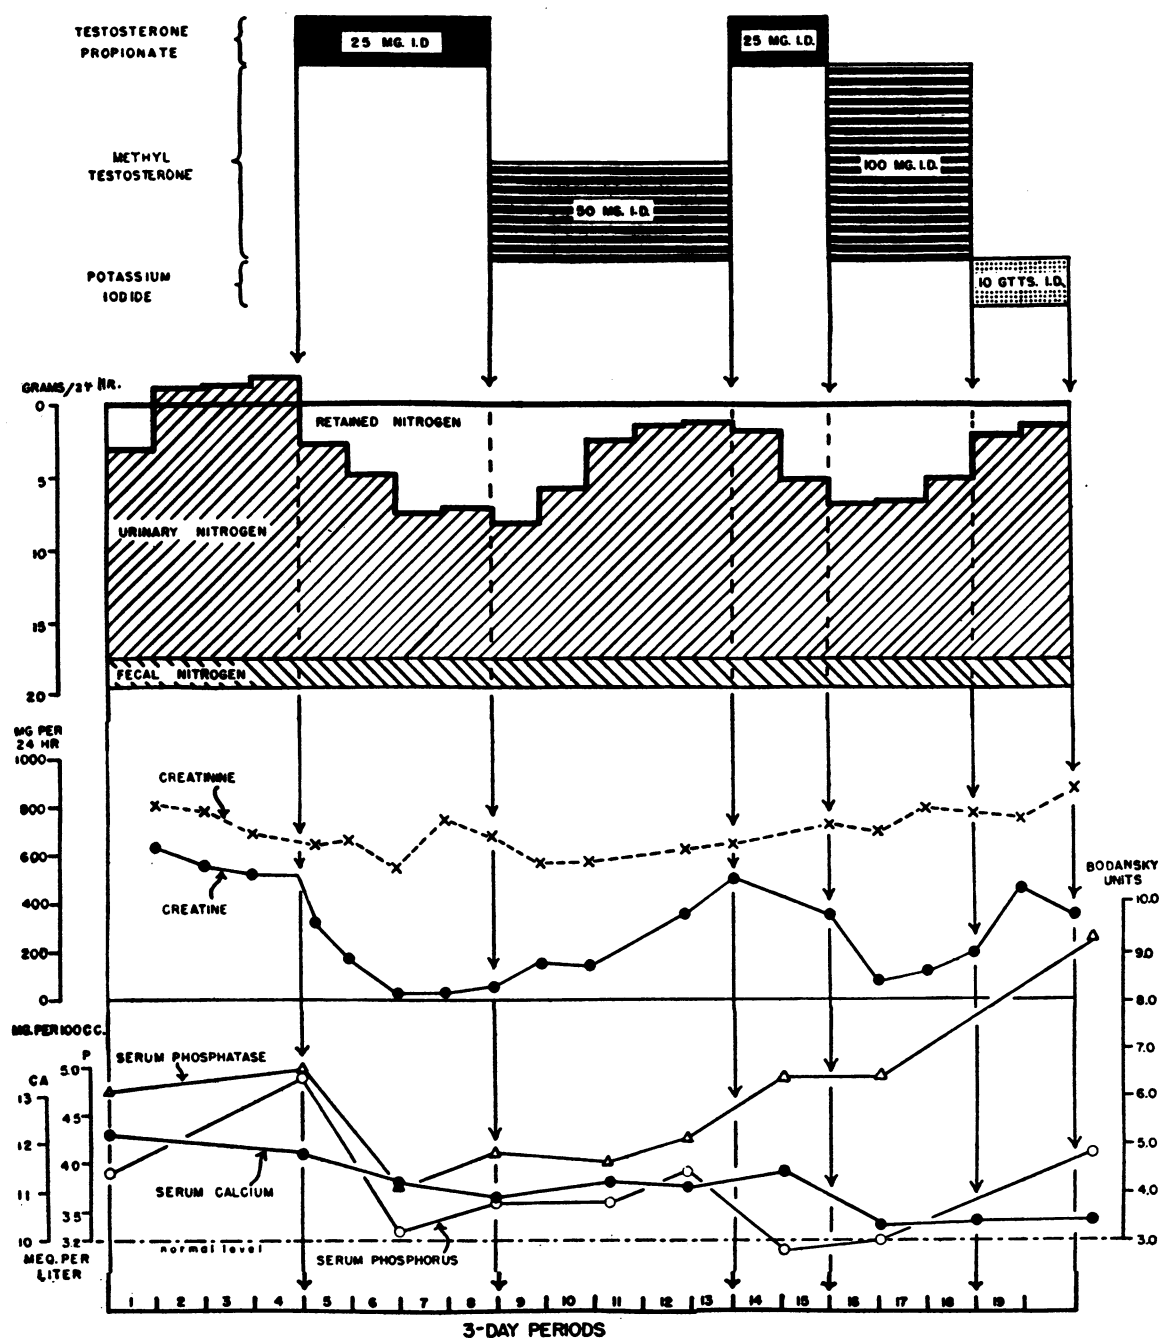 TESTOSTERONE
PROPIONATE
25 MG. I.D
25 MG. I.D.
METHYL
TESTOSTERONE
100 MG. I.D.
50 MG. I.D.
POTASSIUM
IODIDE
10 GTTS. I.D.
GRAMS/24 HR.
0
5
10
15
20
RETAINED NITROGEN
URINARY NITROGEN
FECAL NITROGEN
MG PER
24 HR
1000
800
600
400
200
0
CREATININE
CREATINE
BODANSKY
UNITS
10.0
9.0
8.0
7.0
6.0
5.0
4.0
3.0
MG. PER 100 C C.
P
CA
5.0
13
4.5
12
4.0
11
3.5
3.2
10
SERUM PHOSPHATASE
SERUM CALCIUM
normal level
SERUM PHOSPHORUS
MEQ. PER
LITER
1 2 3 4 5 6 7 8 9 10 11 12 13 14 15 16 17 18 19
3-DAY PERIODS